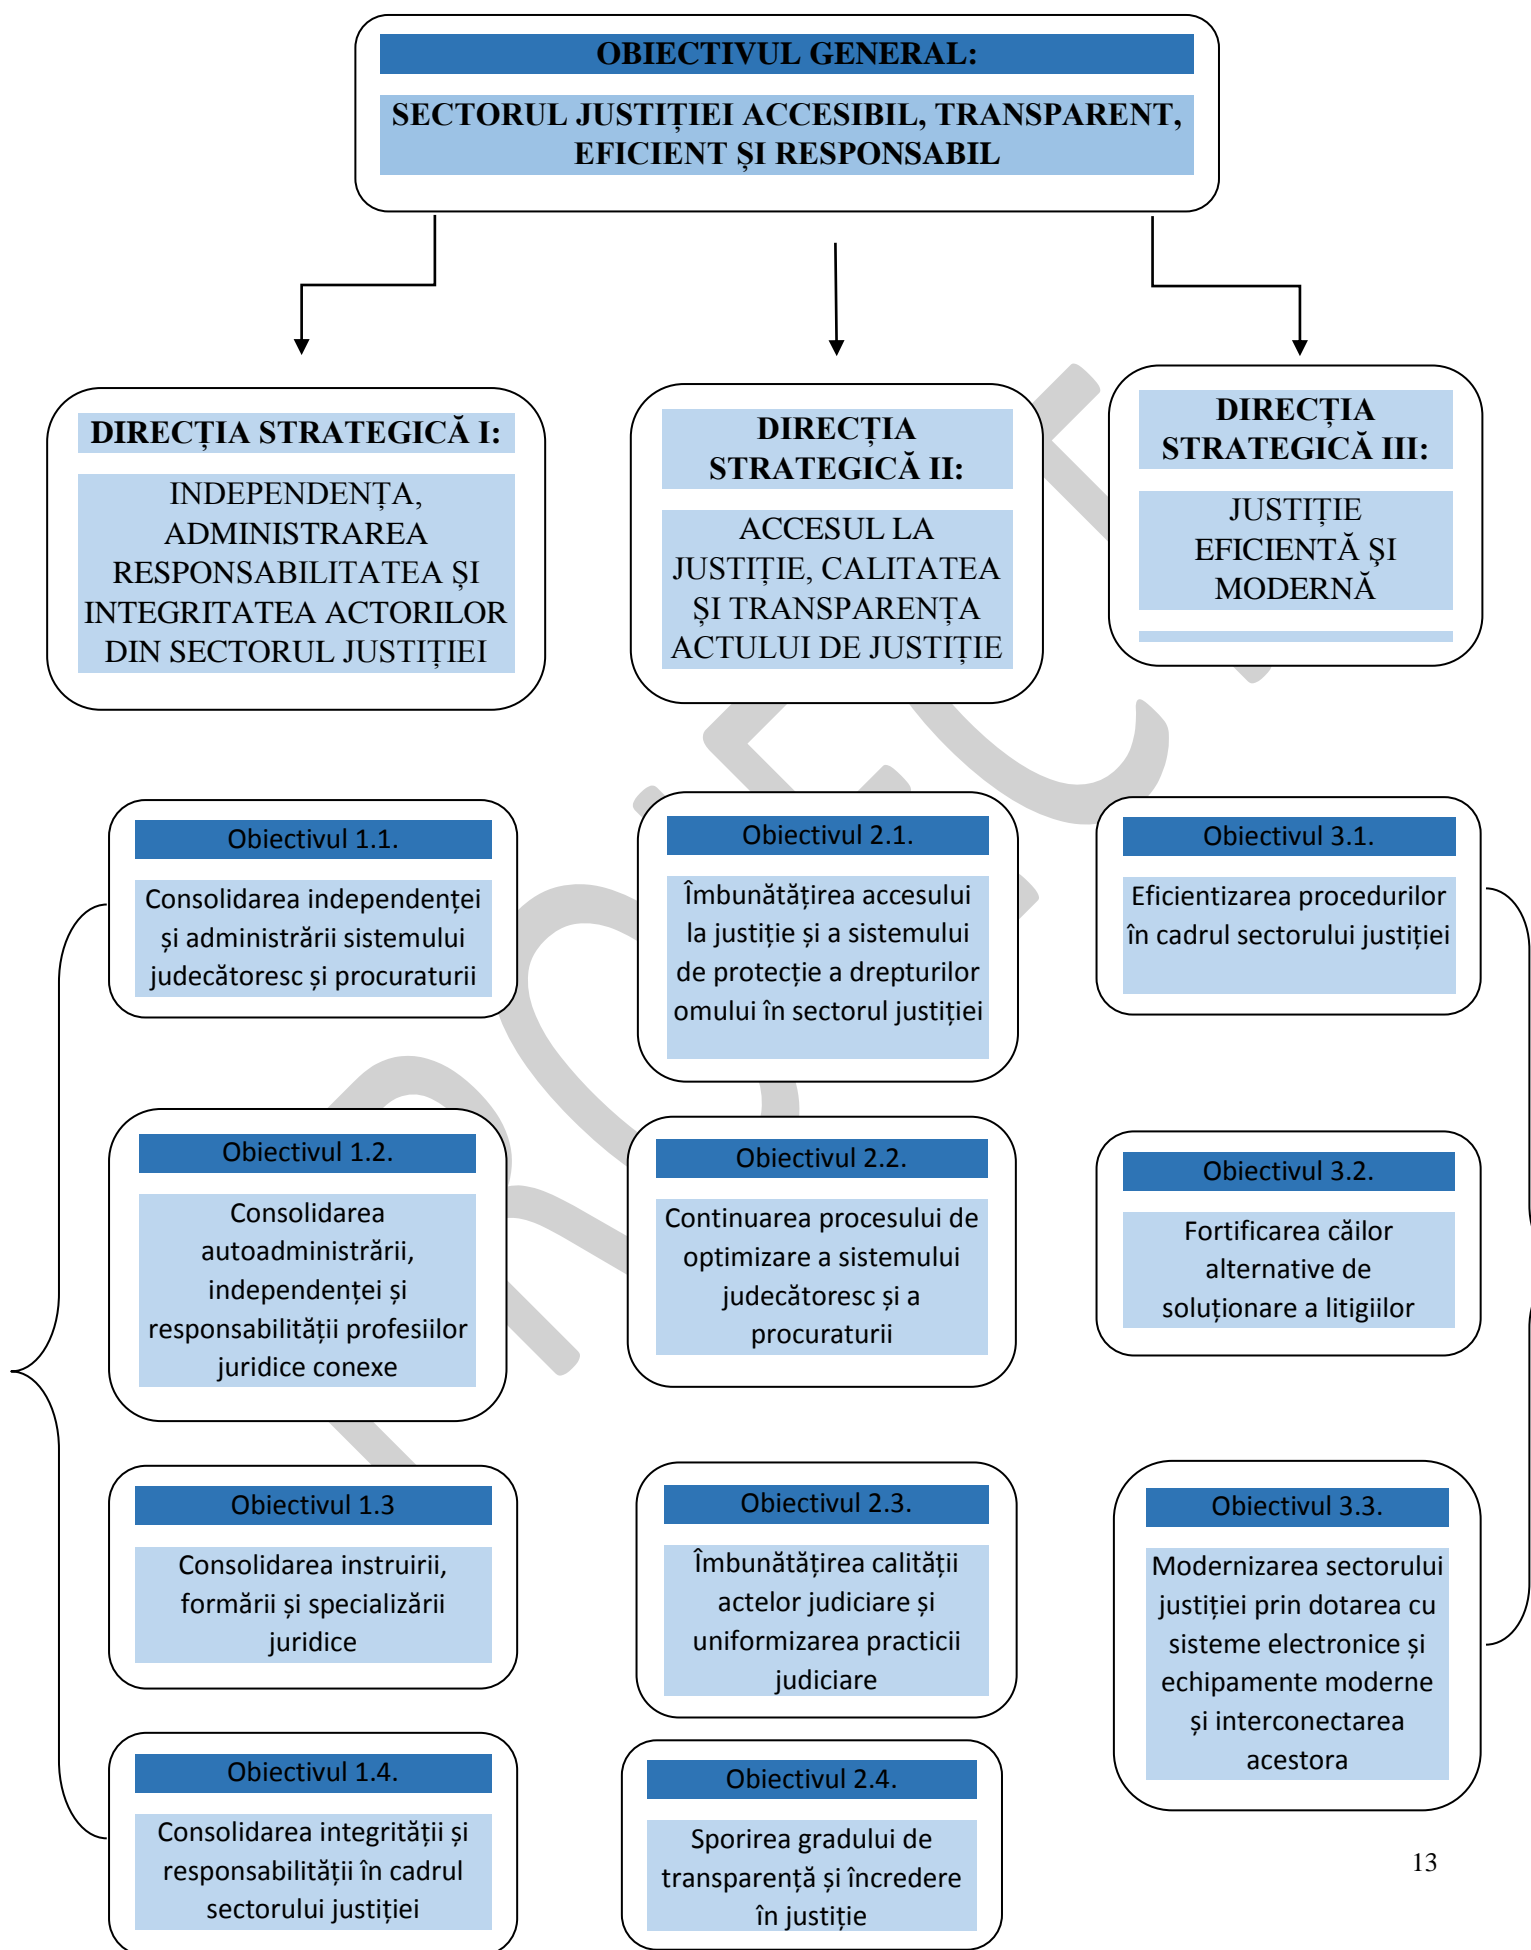 OBIECTIVUL GENERAL:
SECTORUL JUSTIȚIEI ACCESIBIL, TRANSPARENT,
EFICIENT ȘI RESPONSABIL
DIRECȚIA STRATEGICĂ I:
INDEPENDENȚA,
ADMINISTRAREA
RESPONSABILITATEA ȘI
INTEGRITATEA ACTORILOR
DIN SECTORUL JUSTIȚIEI
DIRECȚIA
STRATEGICĂ II:
ACCESUL LA
JUSTIȚIE, CALITATEA
ȘI TRANSPARENȚA
ACTULUI DE JUSTIȚIE
DIRECȚIA
STRATEGICĂ III:
JUSTIȚIE
EFICIENTĂ ŞI
MODERNĂ
Obiectivul 1.1.
Consolidarea independenței
și administrării sistemului
judecătoresc și procuraturii
Obiectivul 1.2.
Consolidarea
autoadministrării,
independenței și
responsabilității profesiilor
juridice conexe
Obiectivul 1.3
Consolidarea instruirii,
formării și specializării
juridice
Obiectivul 1.4.
Consolidarea integrității și
responsabilității în cadrul
sectorului justiției
Obiectivul 2.1.
Îmbunătățirea accesului
la justiție și a sistemului
de protecție a drepturilor
omului în sectorul justiției
Obiectivul 2.2.
Continuarea procesului de
optimizare a sistemului
judecătoresc și a
procuraturii
Obiectivul 2.3.
Îmbunătățirea calității
actelor judiciare și
uniformizarea practicii
judiciare
Obiectivul 2.4.
Sporirea gradului de
transparență și încredere
în justiție
Obiectivul 3.1.
Eficientizarea procedurilor
în cadrul sectorului justiției
Obiectivul 3.2.
Fortificarea căilor
alternative de
soluționare a litigiilor
Obiectivul 3.3.
Modernizarea sectorului
justiției prin dotarea cu
sisteme electronice și
echipamente moderne
și interconectarea
acestora
13